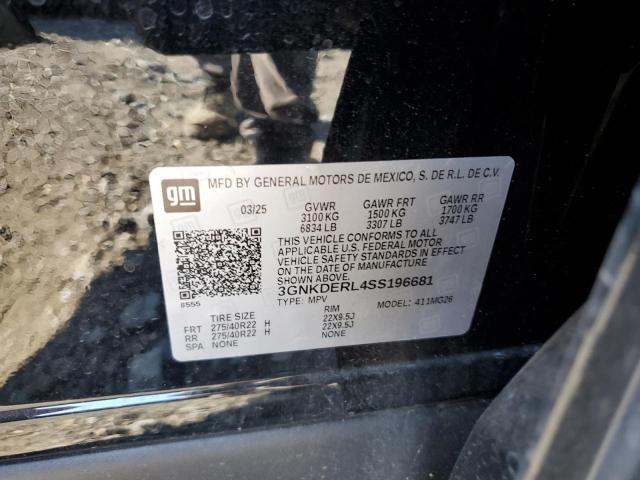 gm MFD BY GENERAL MOTORS DE MEXICO, S. DE R.L. DE C.V.
03/25 GVWR GAWR FRT GAWR RR
3100 KG 1500 KG 1700 KG
6834 LB 3307 LB 3747 LB
THIS VEHICLE CONFORMS TO ALL
APPLICABLE U.S. FEDERAL MOTOR
VEHICLE SAFETY STANDARDS IN EFFECT
ON THE DATE OF MANUFACTURE
SHOWN ABOVE.
3GNKDERL4SS196681
8555 TYPE: MPV MODEL: 411MG26
TIRE SIZE RIM
FRT 275/40R22 H 22X9.5J
RR 275/40R22 H 22X9.5J
SPA NONE NONE